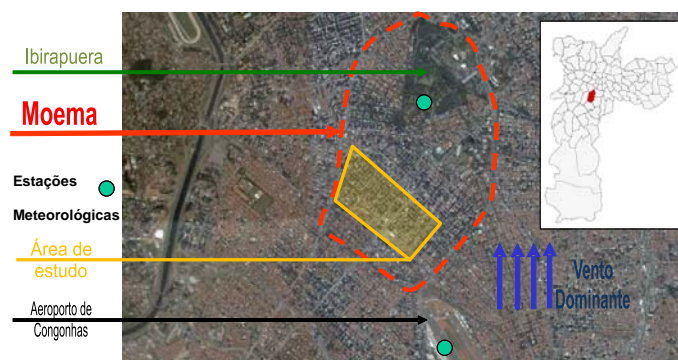 Ibirapuera
Moema
Estações
Meteorológicas
Área de
estudo
Aeroporto de
Congonhas
Vento
Dominante